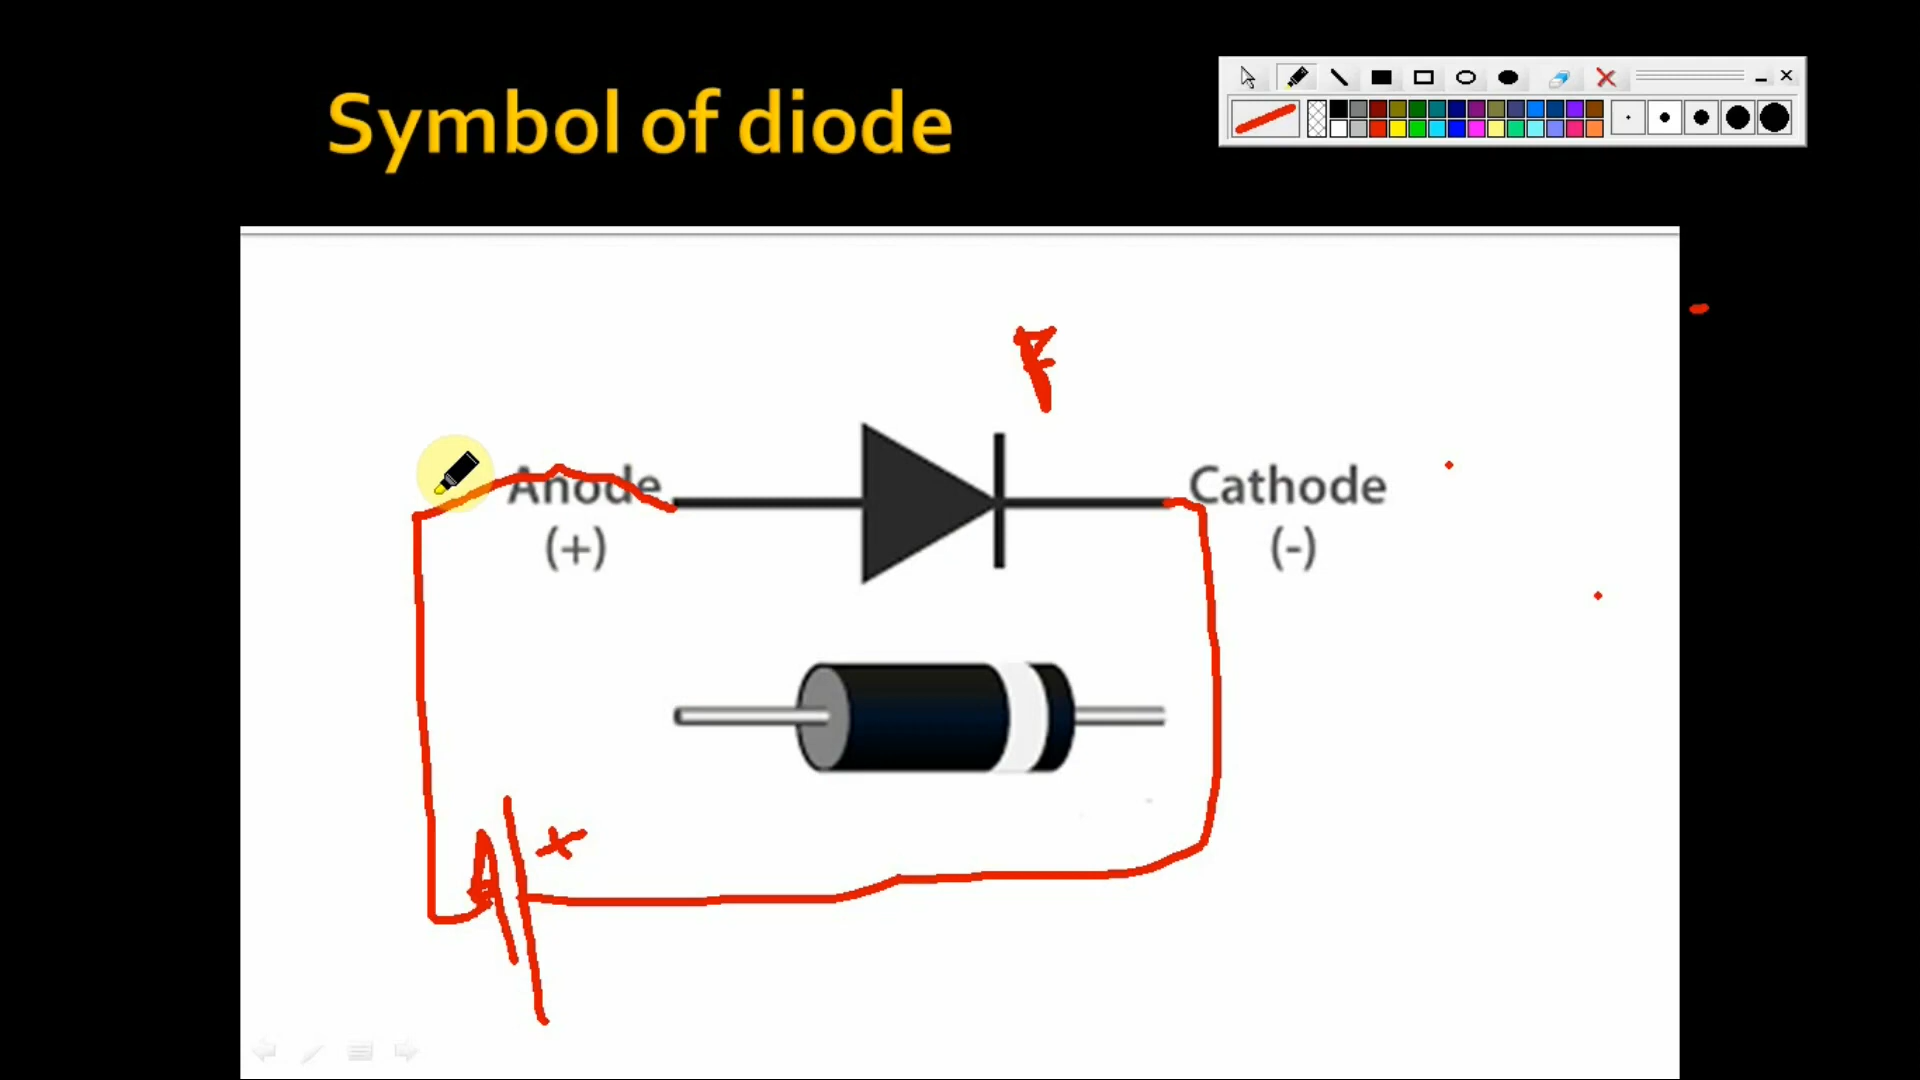 Symbol of diode
Anode
Cathode
(+)
(-)
+